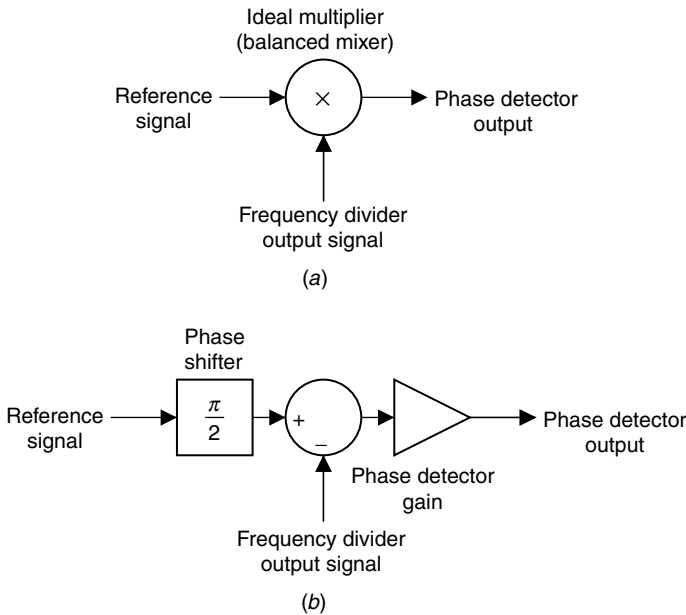 Ideal multiplier
(balanced mixer)
Reference
signal
×
Phase detector
output
Frequency divider
output signal
(a)
Phase
shifter
Reference
signal
π
2
+
−
Phase detector
output
Phase detector
gain
Frequency divider
output signal
(b)